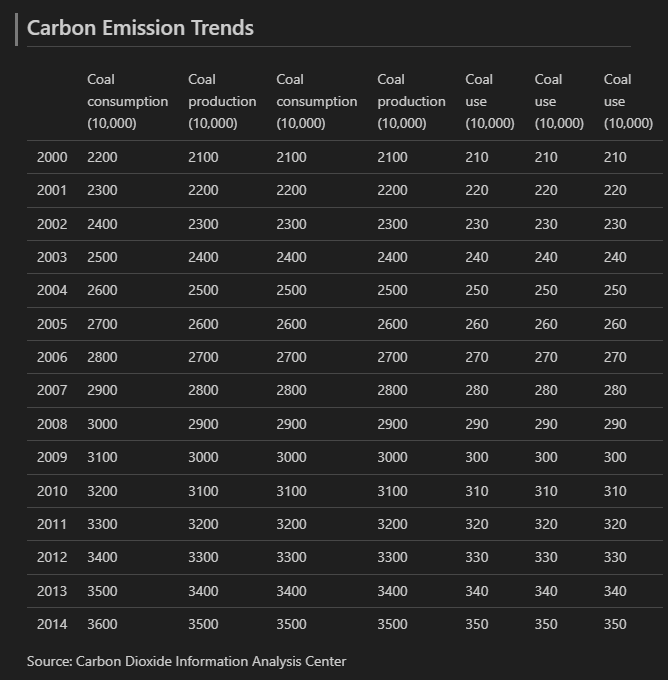 Carbon Emission Trends
Coal consumption (10,000) Coal production (10,000) Coal consumption (10,000) Coal production (10,000) Coal use (10,000) Coal use (10,000) Coal use (10,000)
2000 2200 2100 2100 2100 210 210 210
2001 2300 2200 2200 2200 220 220 220
2002 2400 2300 2300 2300 230 230 230
2003 2500 2400 2400 2400 240 240 240
2004 2600 2500 2500 2500 250 250 250
2005 2700 2600 2600 2600 260 260 260
2006 2800 2700 2700 2700 270 270 270
2007 2900 2800 2800 2800 280 280 280
2008 3000 2900 2900 2900 290 290 290
2009 3100 3000 3000 3000 300 300 300
2010 3200 3100 3100 3100 310 310 310
2011 3300 3200 3200 3200 320 320 320
2012 3400 3300 3300 3300 330 330 330
2013 3500 3400 3400 3400 340 340 340
2014 3600 3500 3500 3500 350 350 350
Source: Carbon Dioxide Information Analysis Center